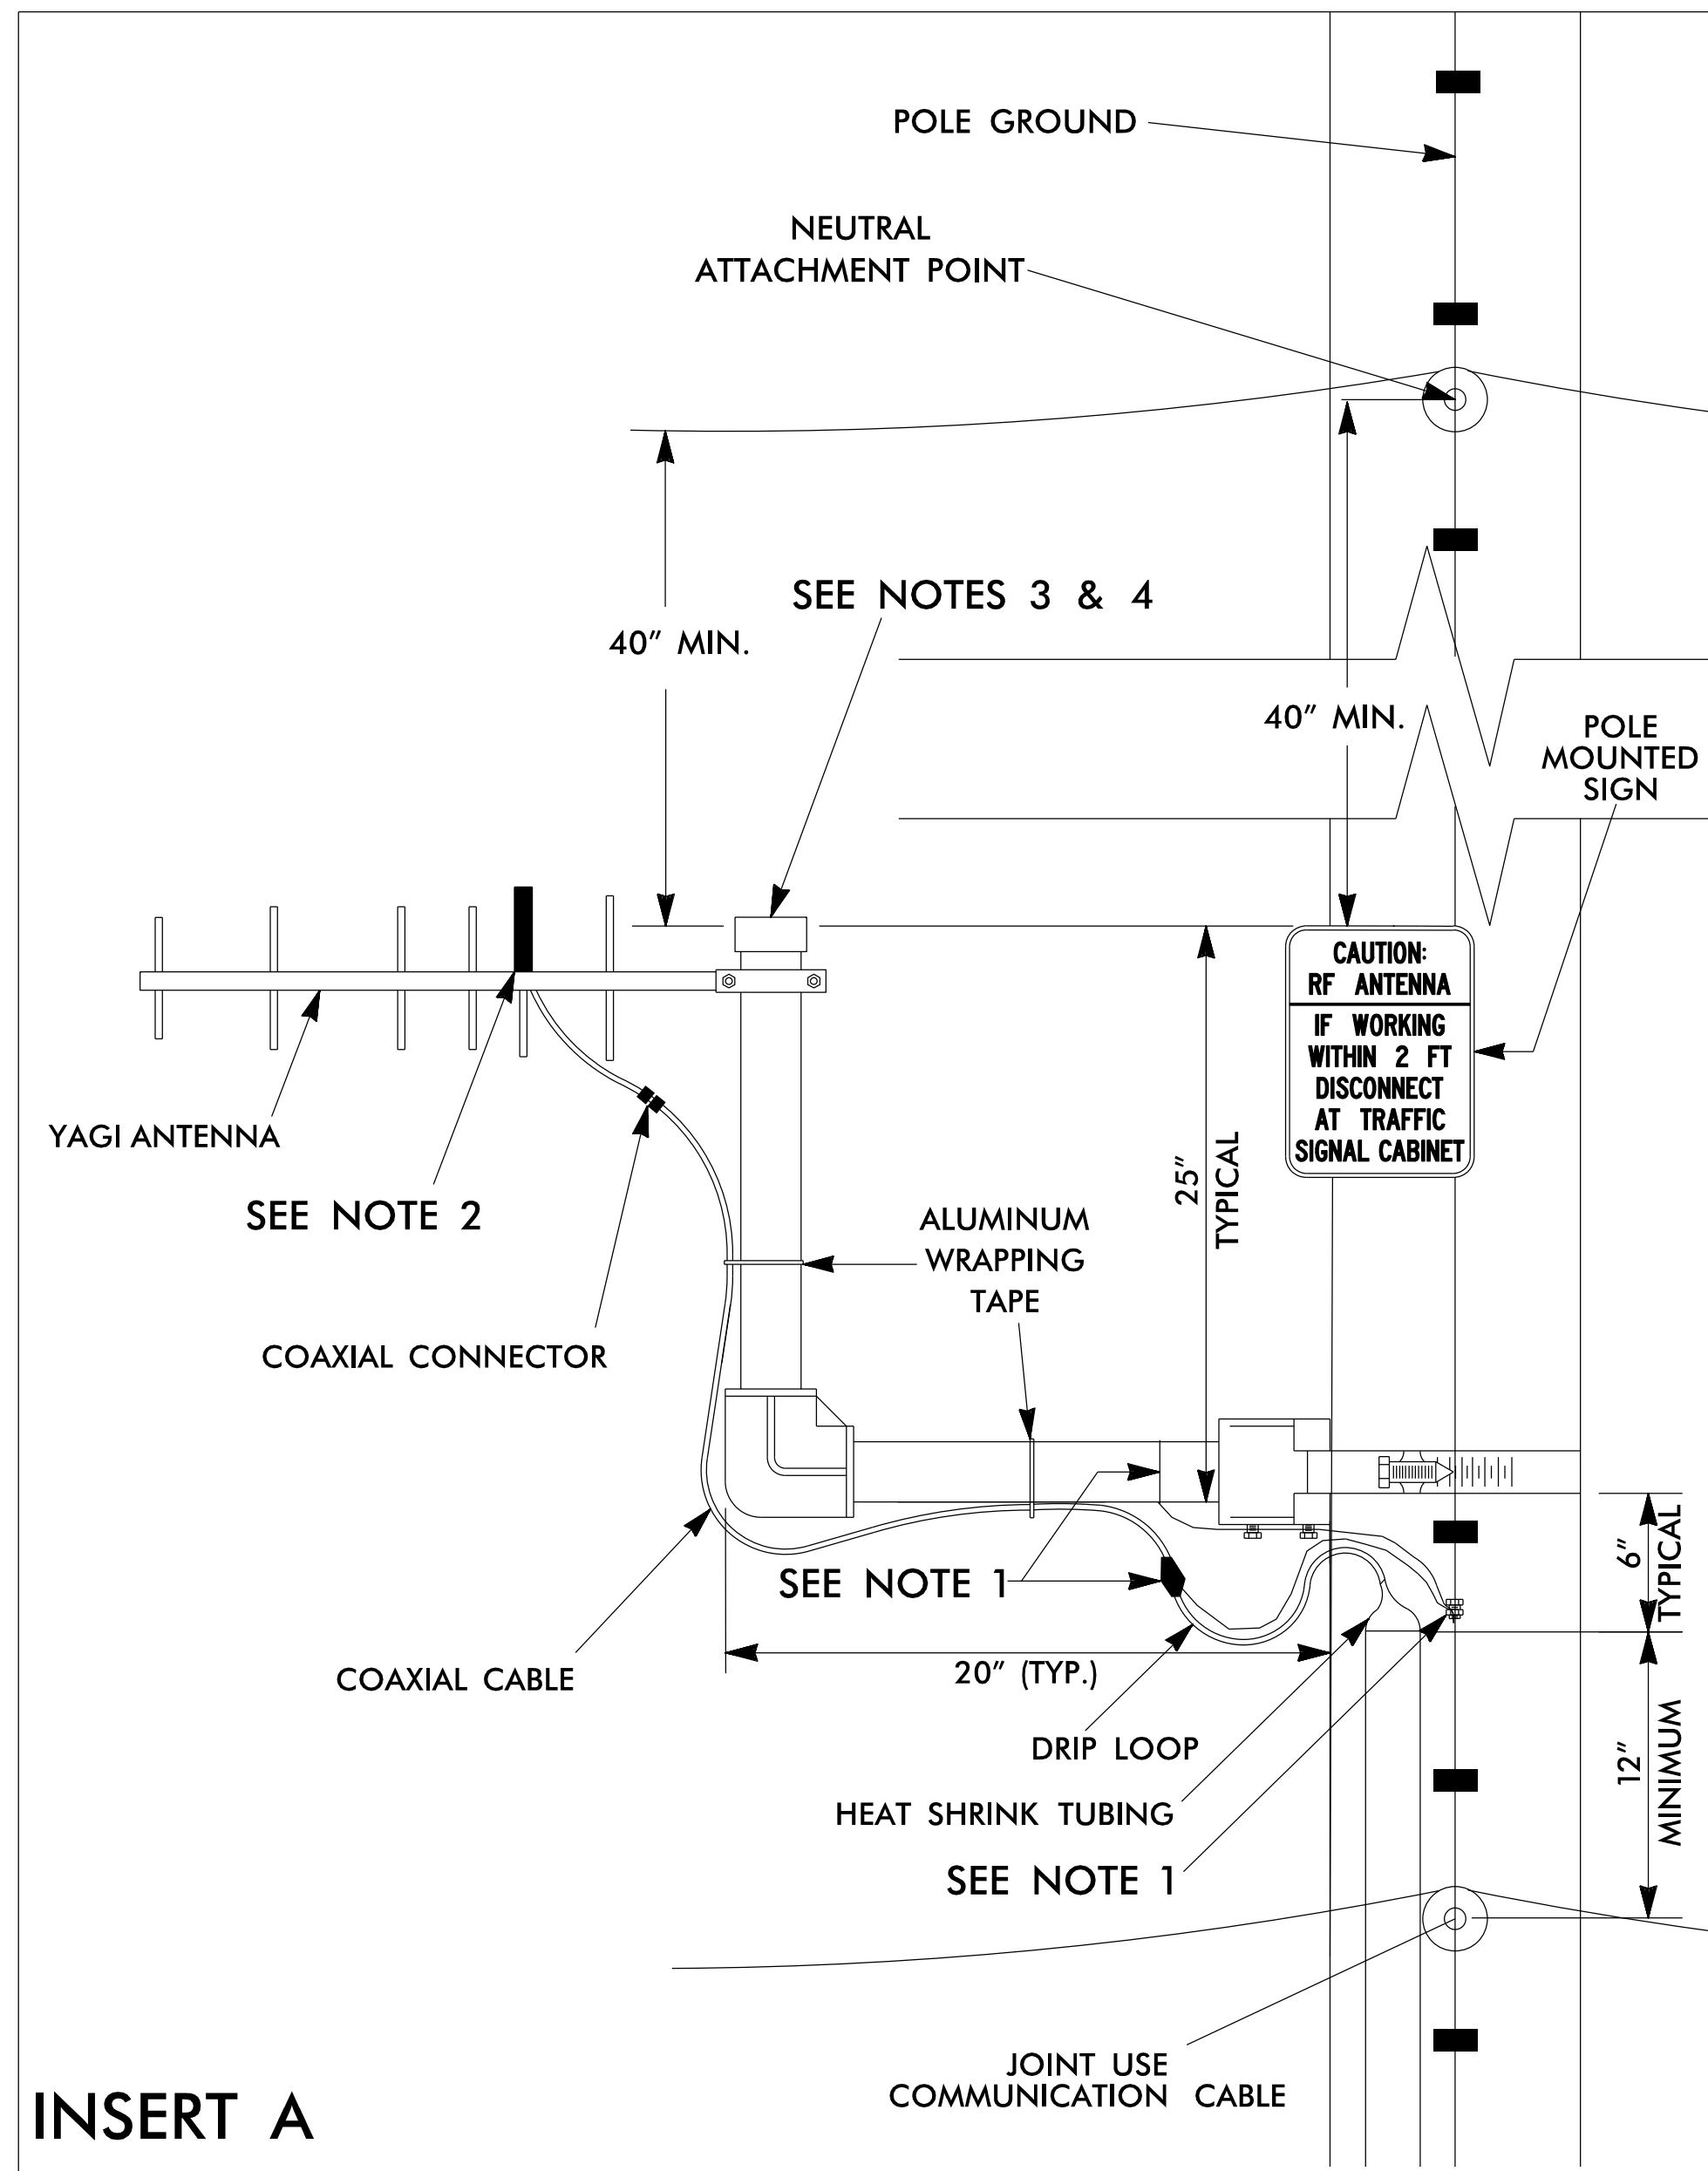 POLE GROUND
NEUTRAL
ATTACHMENT POINT
SEE NOTES 3 & 4
40" MIN.
40" MIN.
POLE
MOUNTED
SIGN
CAUTION:
RF ANTENNA
IF WORKING
WITHIN 2 FT
DISCONNECT
AT TRAFFIC
SIGNAL CABINET
YAGI ANTENNA
SEE NOTE 2
25"
TYPICAL
ALUMINUM
WRAPPING
TAPE
COAXIAL CONNECTOR
SEE NOTE 1
6"
TYPICAL
COAXIAL CABLE
20" (TYP.)
DRIP LOOP
12"
MINIMUM
HEAT SHRINK TUBING
SEE NOTE 1
JOINT USE
COMMUNICATION CABLE
INSERT A